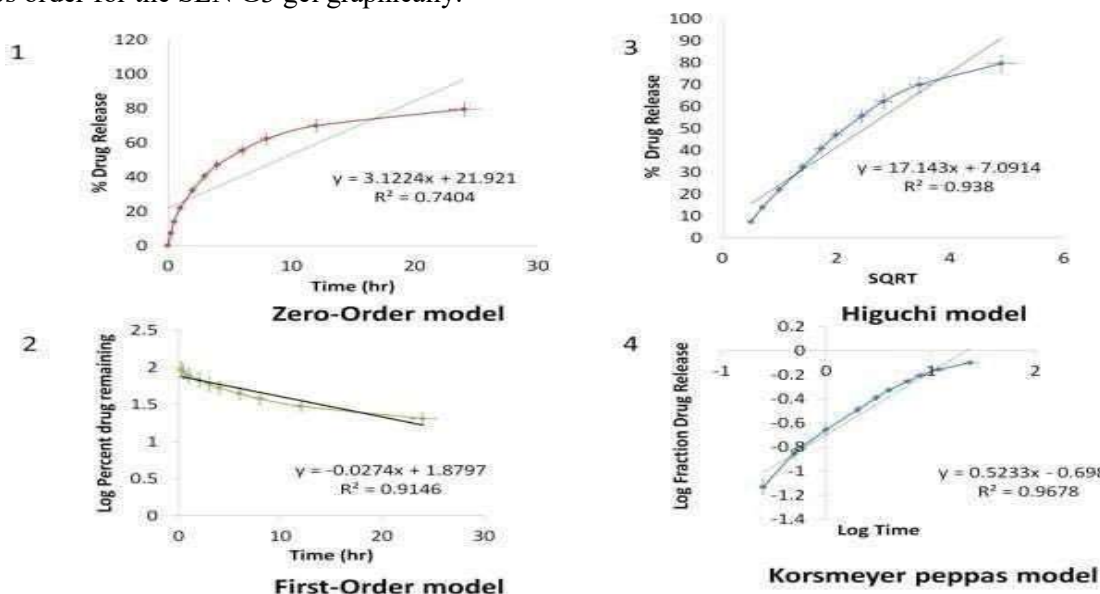 order for the SLN G3 gel graphically.
1
120
100
80
60
40
20
0
% Drug Release
0 10 20 30
Time (hr)
y = 3.1224x + 21.921
R² = 0.7404
Zero-Order model
3
100
90
80
70
60
50
40
30
20
10
0
% Drug Release
0 2 4 6
SQRT
y = 17.143x + 7.0914
R² = 0.938
Higuchi model
2
2.5
2
1.5
1
0.5
0
Log Percent drug remaining
0 10 20 30
Time (hr)
y = -0.0274x + 1.8797
R² = 0.9146
First-Order model
4
0.2
0
-0.2
-0.4
-0.6
-0.8
-1
-1.2
-1.4
Log Fraction Drug Release
-1 0 1 2
Log Time
y = 0.5233x - 0.698
R² = 0.9678
Korsmeyer peppas model